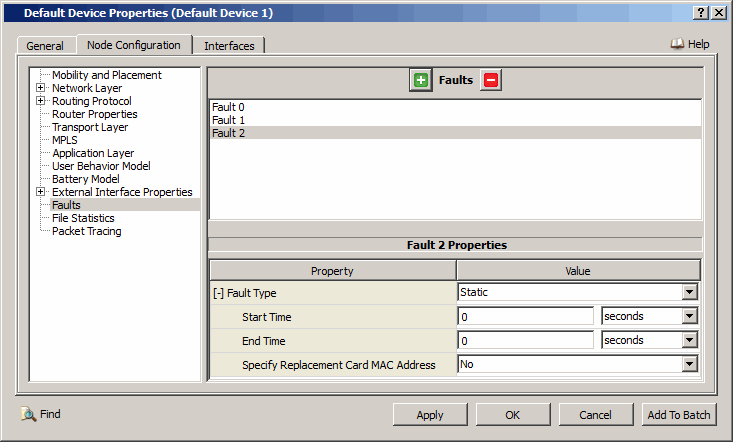 Default Device Properties (Default Device 1)
General
Node Configuration
Interfaces
Help
Mobility and Placement
Network Layer
Routing Protocol
Router Properties
Transport Layer
MPLS
Application Layer
User Behavior Model
Battery Model
External Interface Properties
Faults
File Statistics
Packet Tracing
Faults
Fault 0
Fault 1
Fault 2
Fault 2 Properties
Property Value
[-] Fault Type Static
Start Time 0 seconds
End Time 0 seconds
Specify Replacement Card MAC Address No
Find
Apply OK Cancel Add To Batch